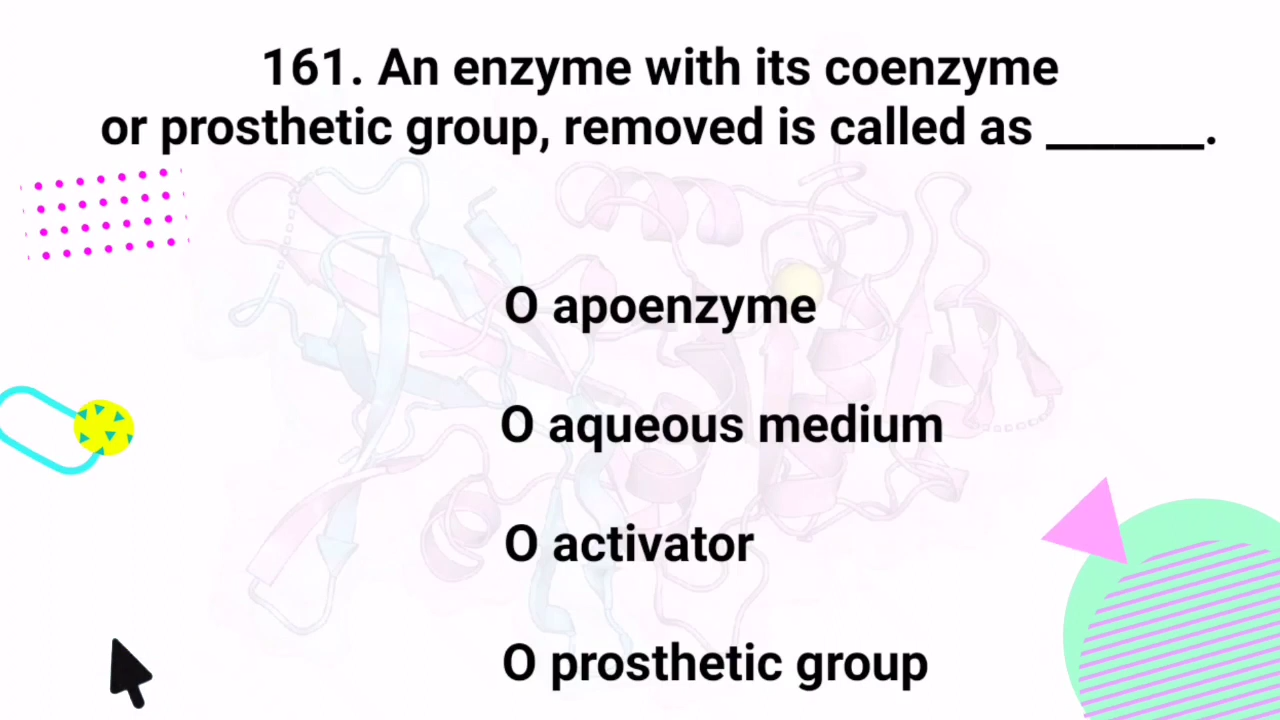 161. An enzyme with its coenzyme
or prosthetic group, removed is called as _______.
O apoenzyme
O aqueous medium
O activator
O prosthetic group